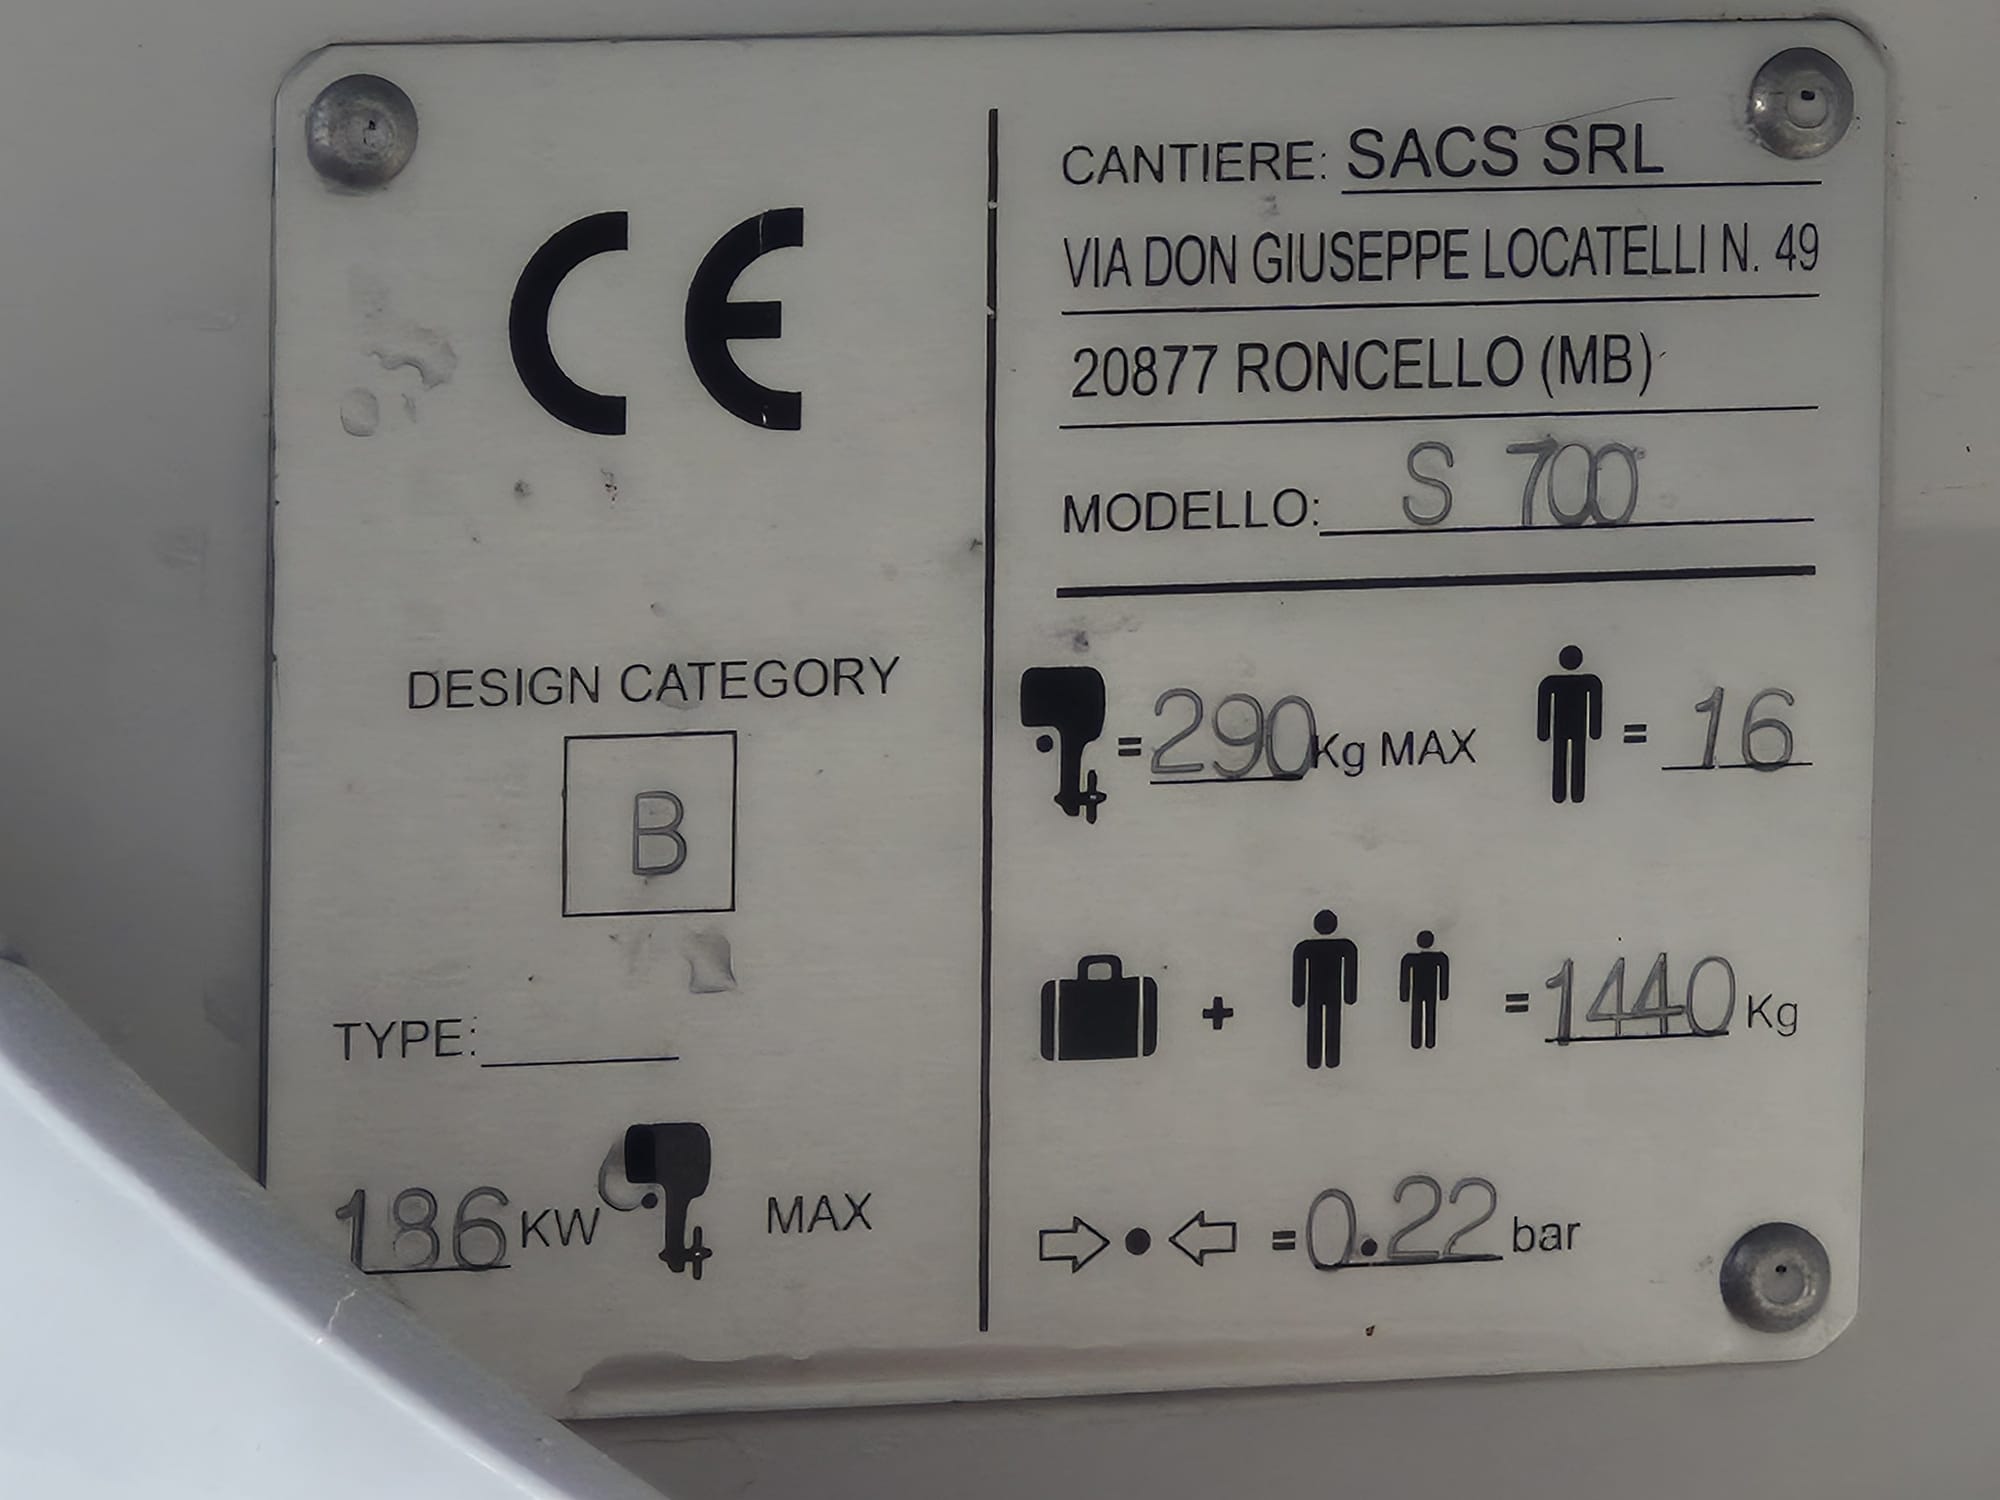 CE
DESIGN CATEGORY
B
TYPE:
186 KW MAX
CANTIERE: SACS SRL
VIA DON GIUSEPPE LOCATELLI N. 49
20877 RONCELLO (MB)
MODELLO: S 700
= 290 Kg MAX = 16
+ = 1440 Kg
= 0.22 bar